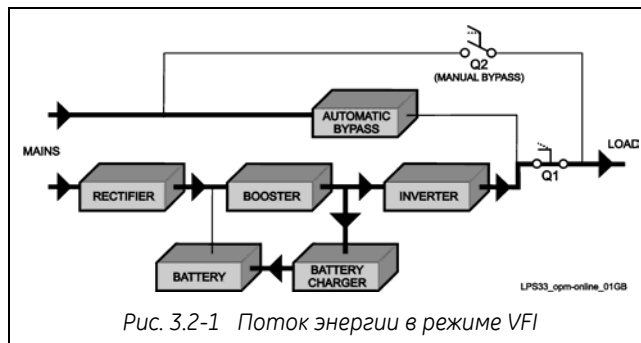 Q2
(MANUAL BYPASS)
AUTOMATIC
BYPASS
MAINS
LOAD
Q1
RECTIFIER
BOOSTER
INVERTER
BATTERY
BATTERY
CHARGER
LPS33_opm-online_01GB
Рис. 3.2-1 Поток энергии в режиме VFI